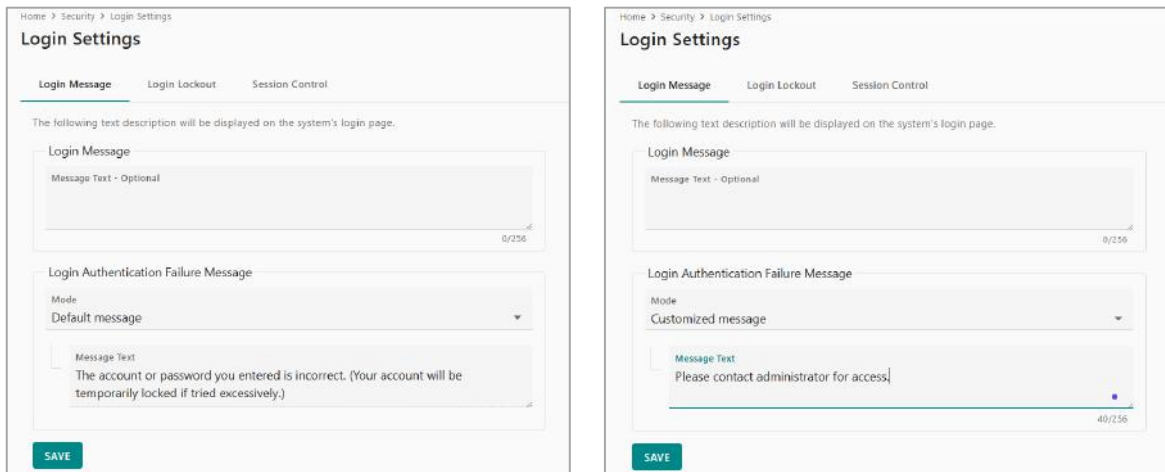 Home > Security > Login Settings
Login Settings
Login Message Login Lockout Session Control
The following text description will be displayed on the system's login page.
Login Message
Message Text - Optional
0/256
Login Authentication Failure Message
Mode
Default message
Message Text
The account or password you entered is incorrect. (Your account will be
temporarily locked if tried excessively.)
SAVE
Home > Security > Login Settings
Login Settings
Login Message Login Lockout Session Control
The following text description will be displayed on the system's login page.
Login Message
Message Text - Optional
0/256
Login Authentication Failure Message
Mode
Customized message
Message Text
Please contact administrator for access.
40/256
SAVE